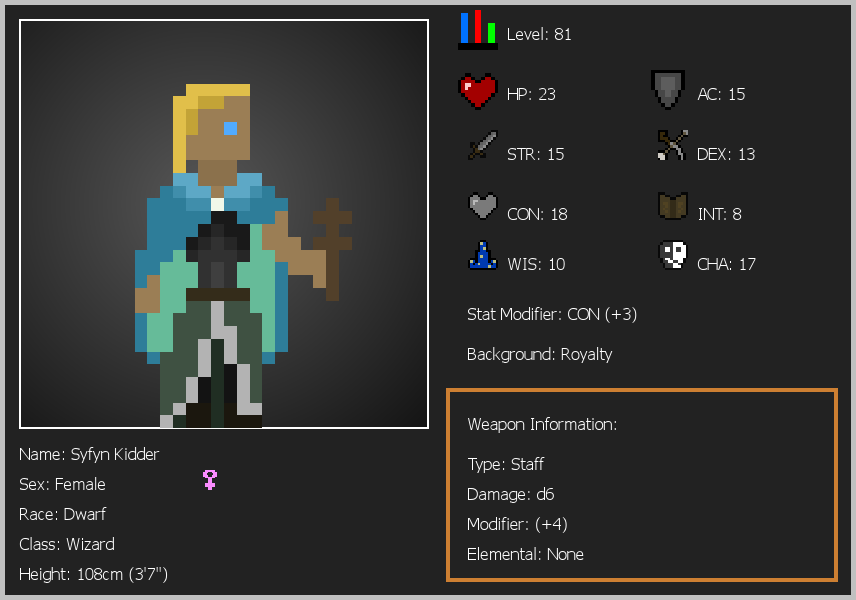 Level: 81
HP: 23
AC: 15
STR: 15
DEX: 13
CON: 18
INT: 8
WIS: 10
CHA: 17
Stat Modifier: CON (+3)
Background: Royalty
Weapon Information:
Type: Staff
Damage: d6
Modifier: (+4)
Elemental: None
Name: Syfyn Kidder
Sex: Female
Race: Dwarf
Class: Wizard
Height: 108cm (3'7")